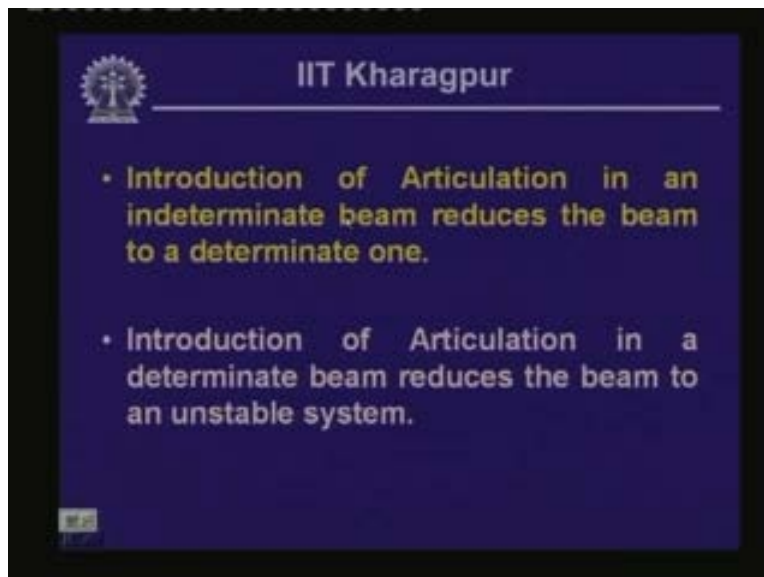 IIT Kharagpur
• Introduction of Articulation in an
indeterminate beam reduces the beam
to a determinate one.
• Introduction of Articulation in a
determinate beam reduces the beam to
an unstable system.